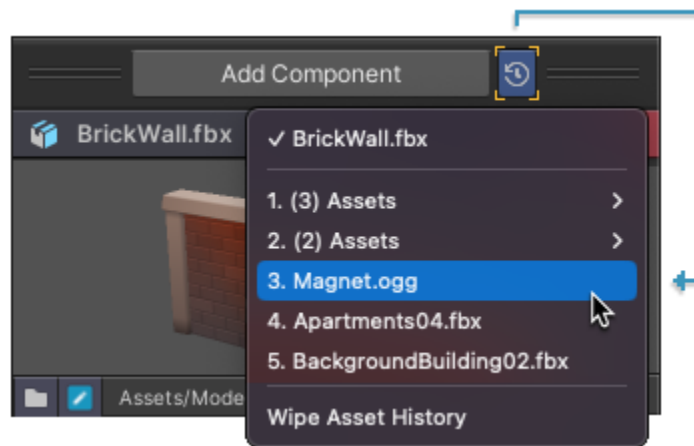 Add Component
BrickWall.fbx
✓ BrickWall.fbx
1. (3) Assets
2. (2) Assets
3. Magnet.ogg
4. Apartments04.fbx
5. BackgroundBuilding02.fbx
Assets/Mode
Wipe Asset History